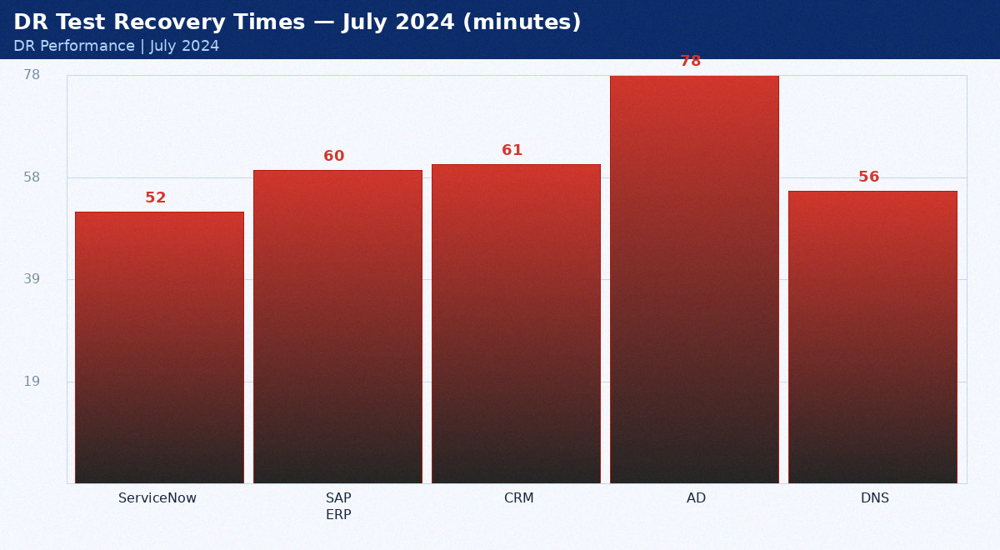 DR Test Recovery Times — July 2024 (minutes)
DR Performance | July 2024
78
78
61
60
58
56
52
39
19
ServiceNow
SAP
ERP
CRM
AD
DNS